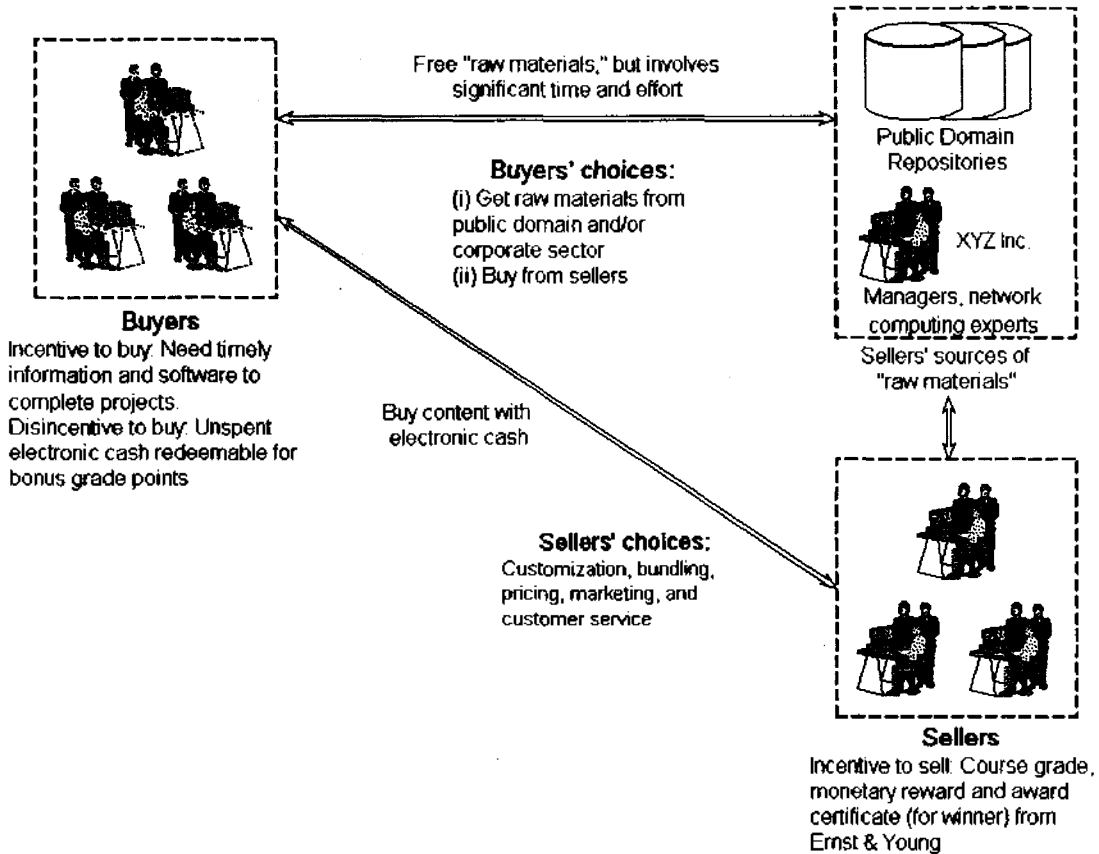 Free "raw materials," but involves
significant time and effort
Public Domain
Repositories
XYZ Inc.
Managers, network
computing experts
Sellers' sources of
"raw materials"
Buyers' choices:
(i) Get raw materials from
public domain and/or
corporate sector
(ii) Buy from sellers
Buyers
Incentive to buy: Need timely
information and software to
complete projects.
Disincentive to buy: Unspent
electronic cash redeemable for
bonus grade points
Buy content with
electronic cash
Sellers' choices:
Customization, bundling,
pricing, marketing, and
customer service
Sellers
Incentive to sell: Course grade,
monetary reward and award
certificate (for winner) from
Ernst & Young